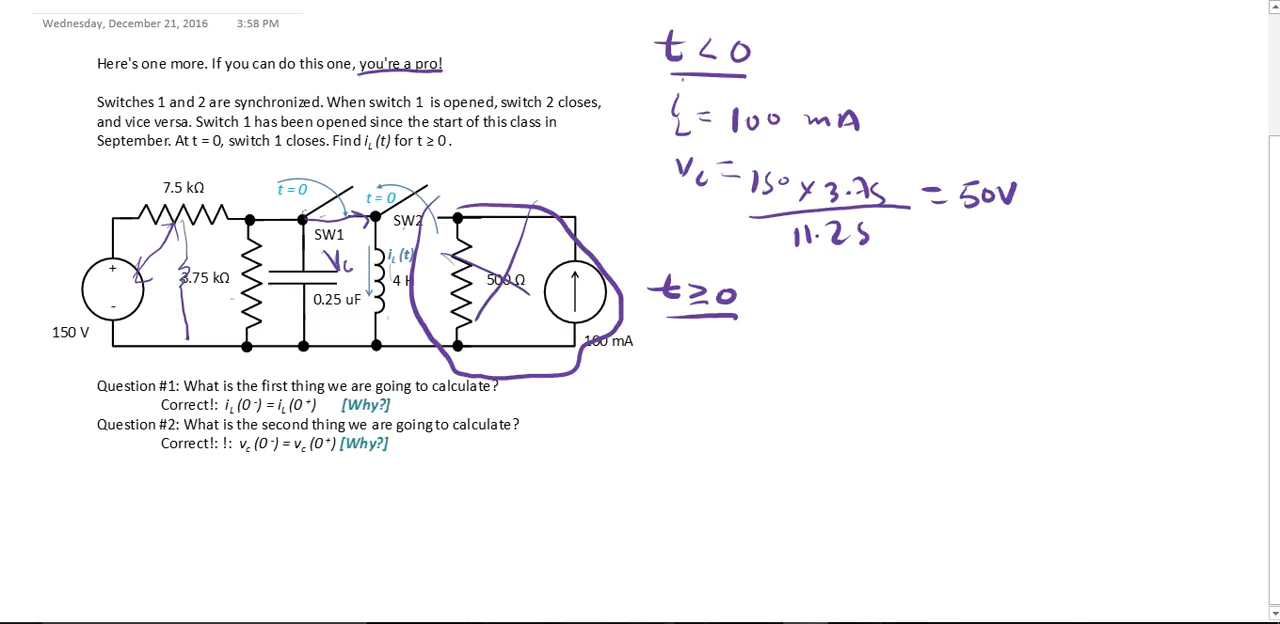 Wednesday, December 21, 2016 3:58 PM
Here's one more. If you can do this one, you're a pro!
Switches 1 and 2 are synchronized. When switch 1 is opened, switch 2 closes,
and vice versa. Switch 1 has been opened since the start of this class in
September. At t = 0, switch 1 closes. Find iL (t) for t ≥ 0.
7.5 kΩ
t = 0
t = 0
SW1
SW2
Vc
iL (t)
3.75 kΩ
4 H
500 Ω
0.25 uF
150 V
100 mA
Question #1: What is the first thing we are going to calculate?
Correct!: iL (0-) = iL (0+) [Why?]
Question #2: What is the second thing we are going to calculate?
Correct!: !: vc (0-) = vc (0+) [Why?]
t < 0
iL = 100 mA
Vc = 150 × 3.75 = 50V
11.25
t ≥ 0